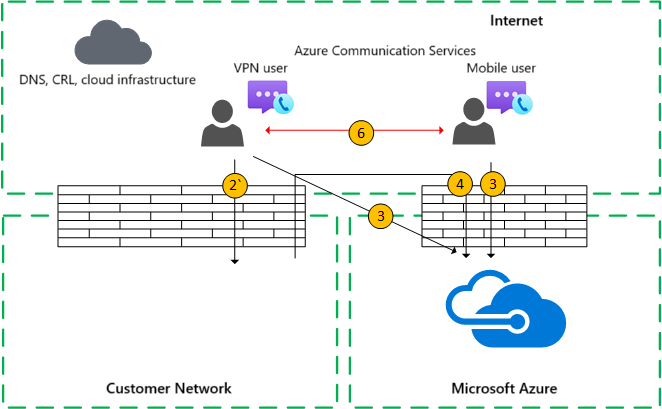 Internet
Azure Communication Services
VPN user
Mobile user
DNS, CRL, cloud infrastructure
6
2`
4
3
3
Customer Network
Microsoft Azure